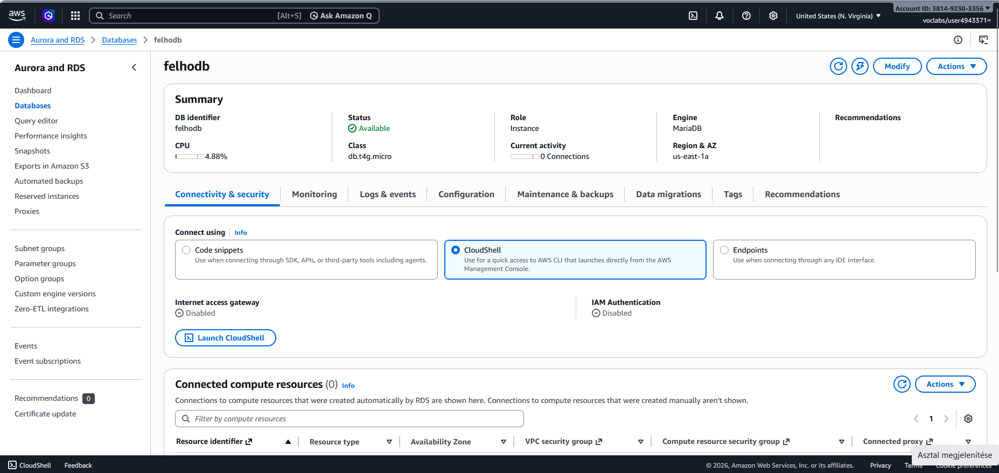 aws
Search [Alt+S] Ask Amazon Q
United States (N. Virginia)
Account ID: 3814-9230-3356
voclabs/user4943371=
Aurora and RDS
Databases
felhodb
Aurora and RDS
Dashboard
Databases
Query editor
Performance insights
Snapshots
Exports in Amazon S3
Automated backups
Reserved instances
Proxies
Subnet groups
Parameter groups
Option groups
Custom engine versions
Zero-ETL integrations
Events
Event subscriptions
Recommendations 0
Certificate update
felhodb
Modify
Actions
Summary
DB identifier
felhodb
Status
Available
Role
Instance
Engine
MariaDB
Recommendations
CPU
4.88%
Class
db.t4g.micro
Current activity
0 Connections
Region & AZ
us-east-1a
Connectivity & security
Monitoring
Logs & events
Configuration
Maintenance & backups
Data migrations
Tags
Recommendations
Connect using Info
Code snippets
Use when connecting through SDK, APIs, or third-party tools including agents.
CloudShell
Use for a quick access to AWS CLI that launches directly from the AWS
Management Console.
Endpoints
Use when connecting through any IDE interface.
Internet access gateway
Disabled
IAM Authentication
Disabled
Launch CloudShell
Connected compute resources (0) Info
Actions
Connections to compute resources that were created automatically by RDS are shown here. Connections to compute resources that were created manually aren't shown.
Filter by compute resources
1
Resource identifier
Resource type
Availability Zone
VPC security group
Compute resource security group
Connected proxy
Asztal megjelenítése
CloudShell
Feedback
© 2026, Amazon Web Services, Inc. or its affiliates.
Privacy
Terms
Cookie preferences